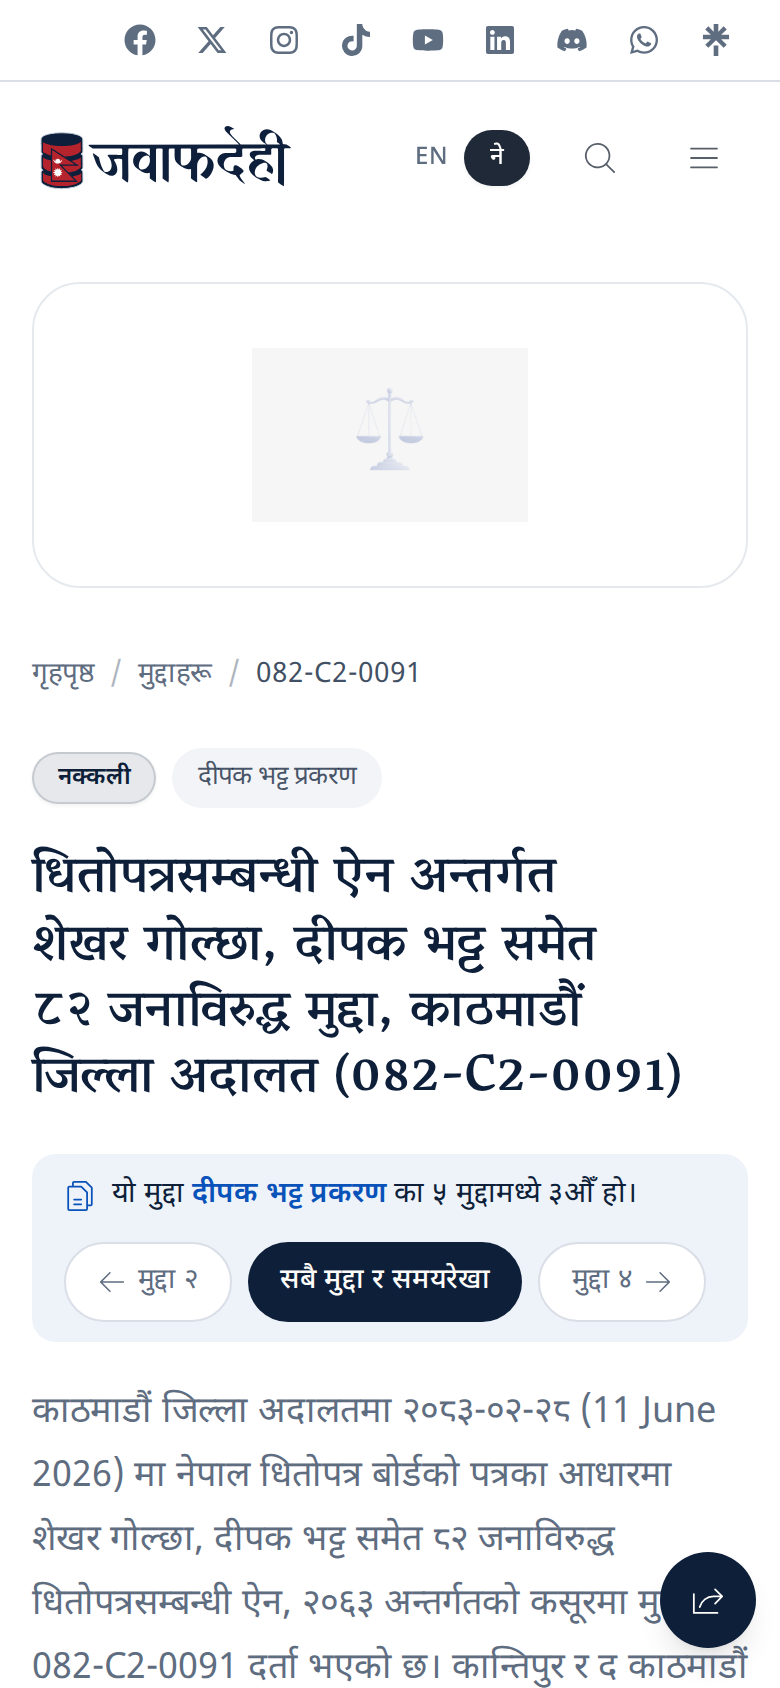 जवाफदेही
EN ने
गृहपृष्ठ / मुद्दाहरू / 082-C2-0091
नक्कली दीपक भट्ट प्रकरण
धितोपत्रसम्बन्धी ऐन अन्तर्गत
शेखर गोल्छा, दीपक भट्ट समेत
८२ जनाविरुद्ध मुद्दा, काठमाडौं
जिल्ला अदालत (082-C2-0091)
यो मुद्दा दीपक भट्ट प्रकरण का ५ मुद्दामध्ये ३औँ हो।
← मुद्दा २ सबै मुद्दा र समयरेखा मुद्दा ४ →
काठमाडौं जिल्ला अदालतमा २०८३-०२-२८ (11 June
2026) मा नेपाल धितोपत्र बोर्डको पत्रका आधारमा
शेखर गोल्छा, दीपक भट्ट समेत ८२ जनाविरुद्ध
धितोपत्रसम्बन्धी ऐन, २०६३ अन्तर्गतको कसूरमा
082-C2-0091 दर्ता भएको छ। कान्तिपुर र द काठमाडौं